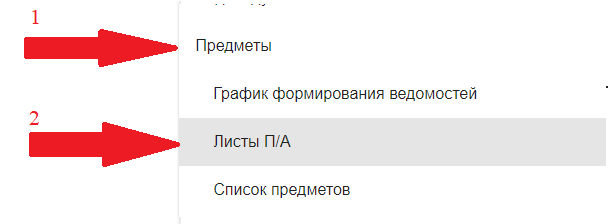 1
Предметы
График формирования ведомостей
2
Листы П/А
Список предметов